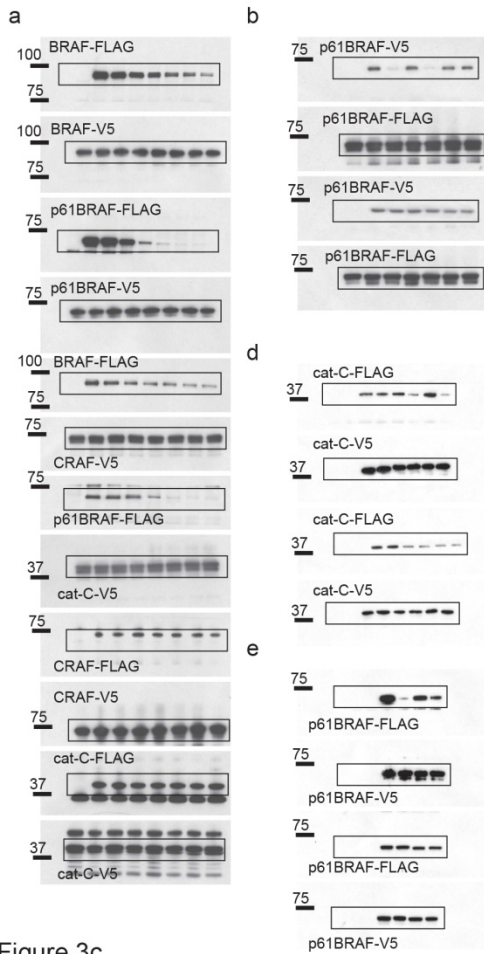 a
BRAF-FLAG
100
75
BRAF-V5
100
75
p61BRAF-FLAG
75
p61BRAF-V5
75
BRAF-FLAG
100
75
75
CRAF-V5
75
p61BRAF-FLAG
37
cat-C-V5
75
CRAF-FLAG
CRAF-V5
75
cat-C-FLAG
37
37
cat-C-V5
b
75
p61BRAF-V5
p61BRAF-FLAG
75
p61BRAF-V5
75
p61BRAF-FLAG
75
d
cat-C-FLAG
37
cat-C-V5
37
cat-C-FLAG
37
cat-C-V5
37
e
75
p61BRAF-FLAG
75
p61BRAF-V5
75
p61BRAF-FLAG
75
p61BRAF-V5
Figure 3c